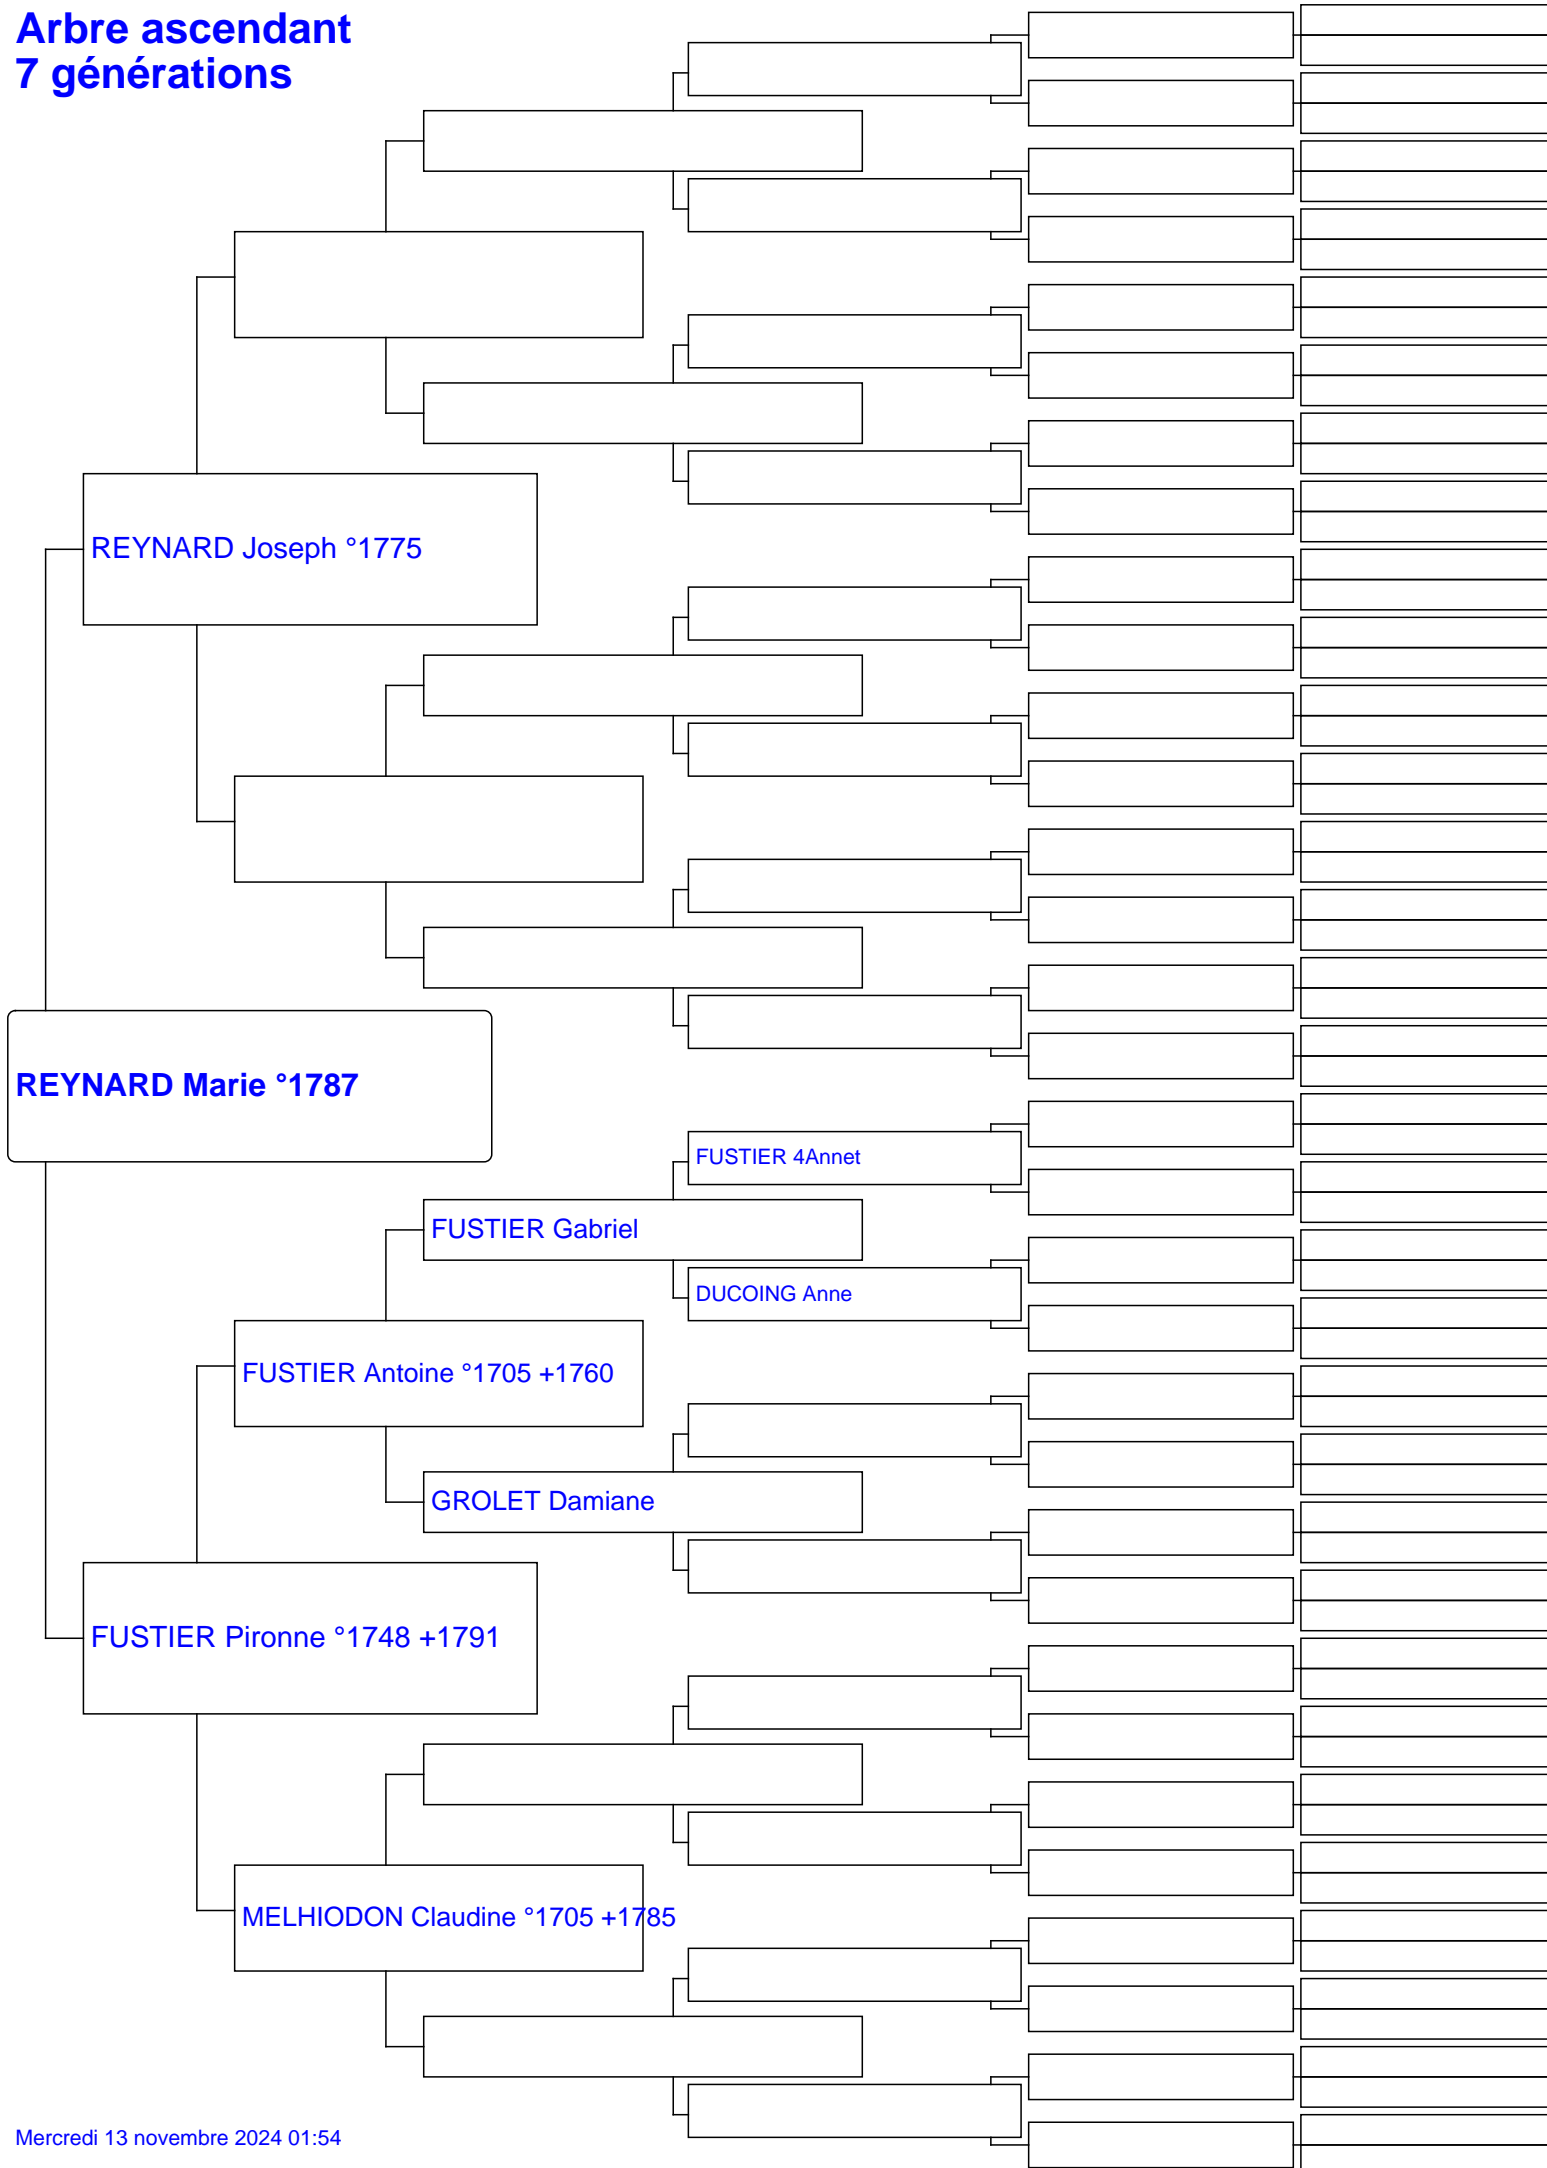 Arbre ascendant
7 générations
REYNARD Joseph °1775
REYNARD Marie °1787
FUSTIER 4Annet
FUSTIER Gabriel
DUCOING Anne
FUSTIER Antoine °1705 +1760
GROLET Damiane
FUSTIER Pironne °1748 +1791
MELHIODON Claudine °1705 +1785
Mercredi 13 novembre 2024 01:54